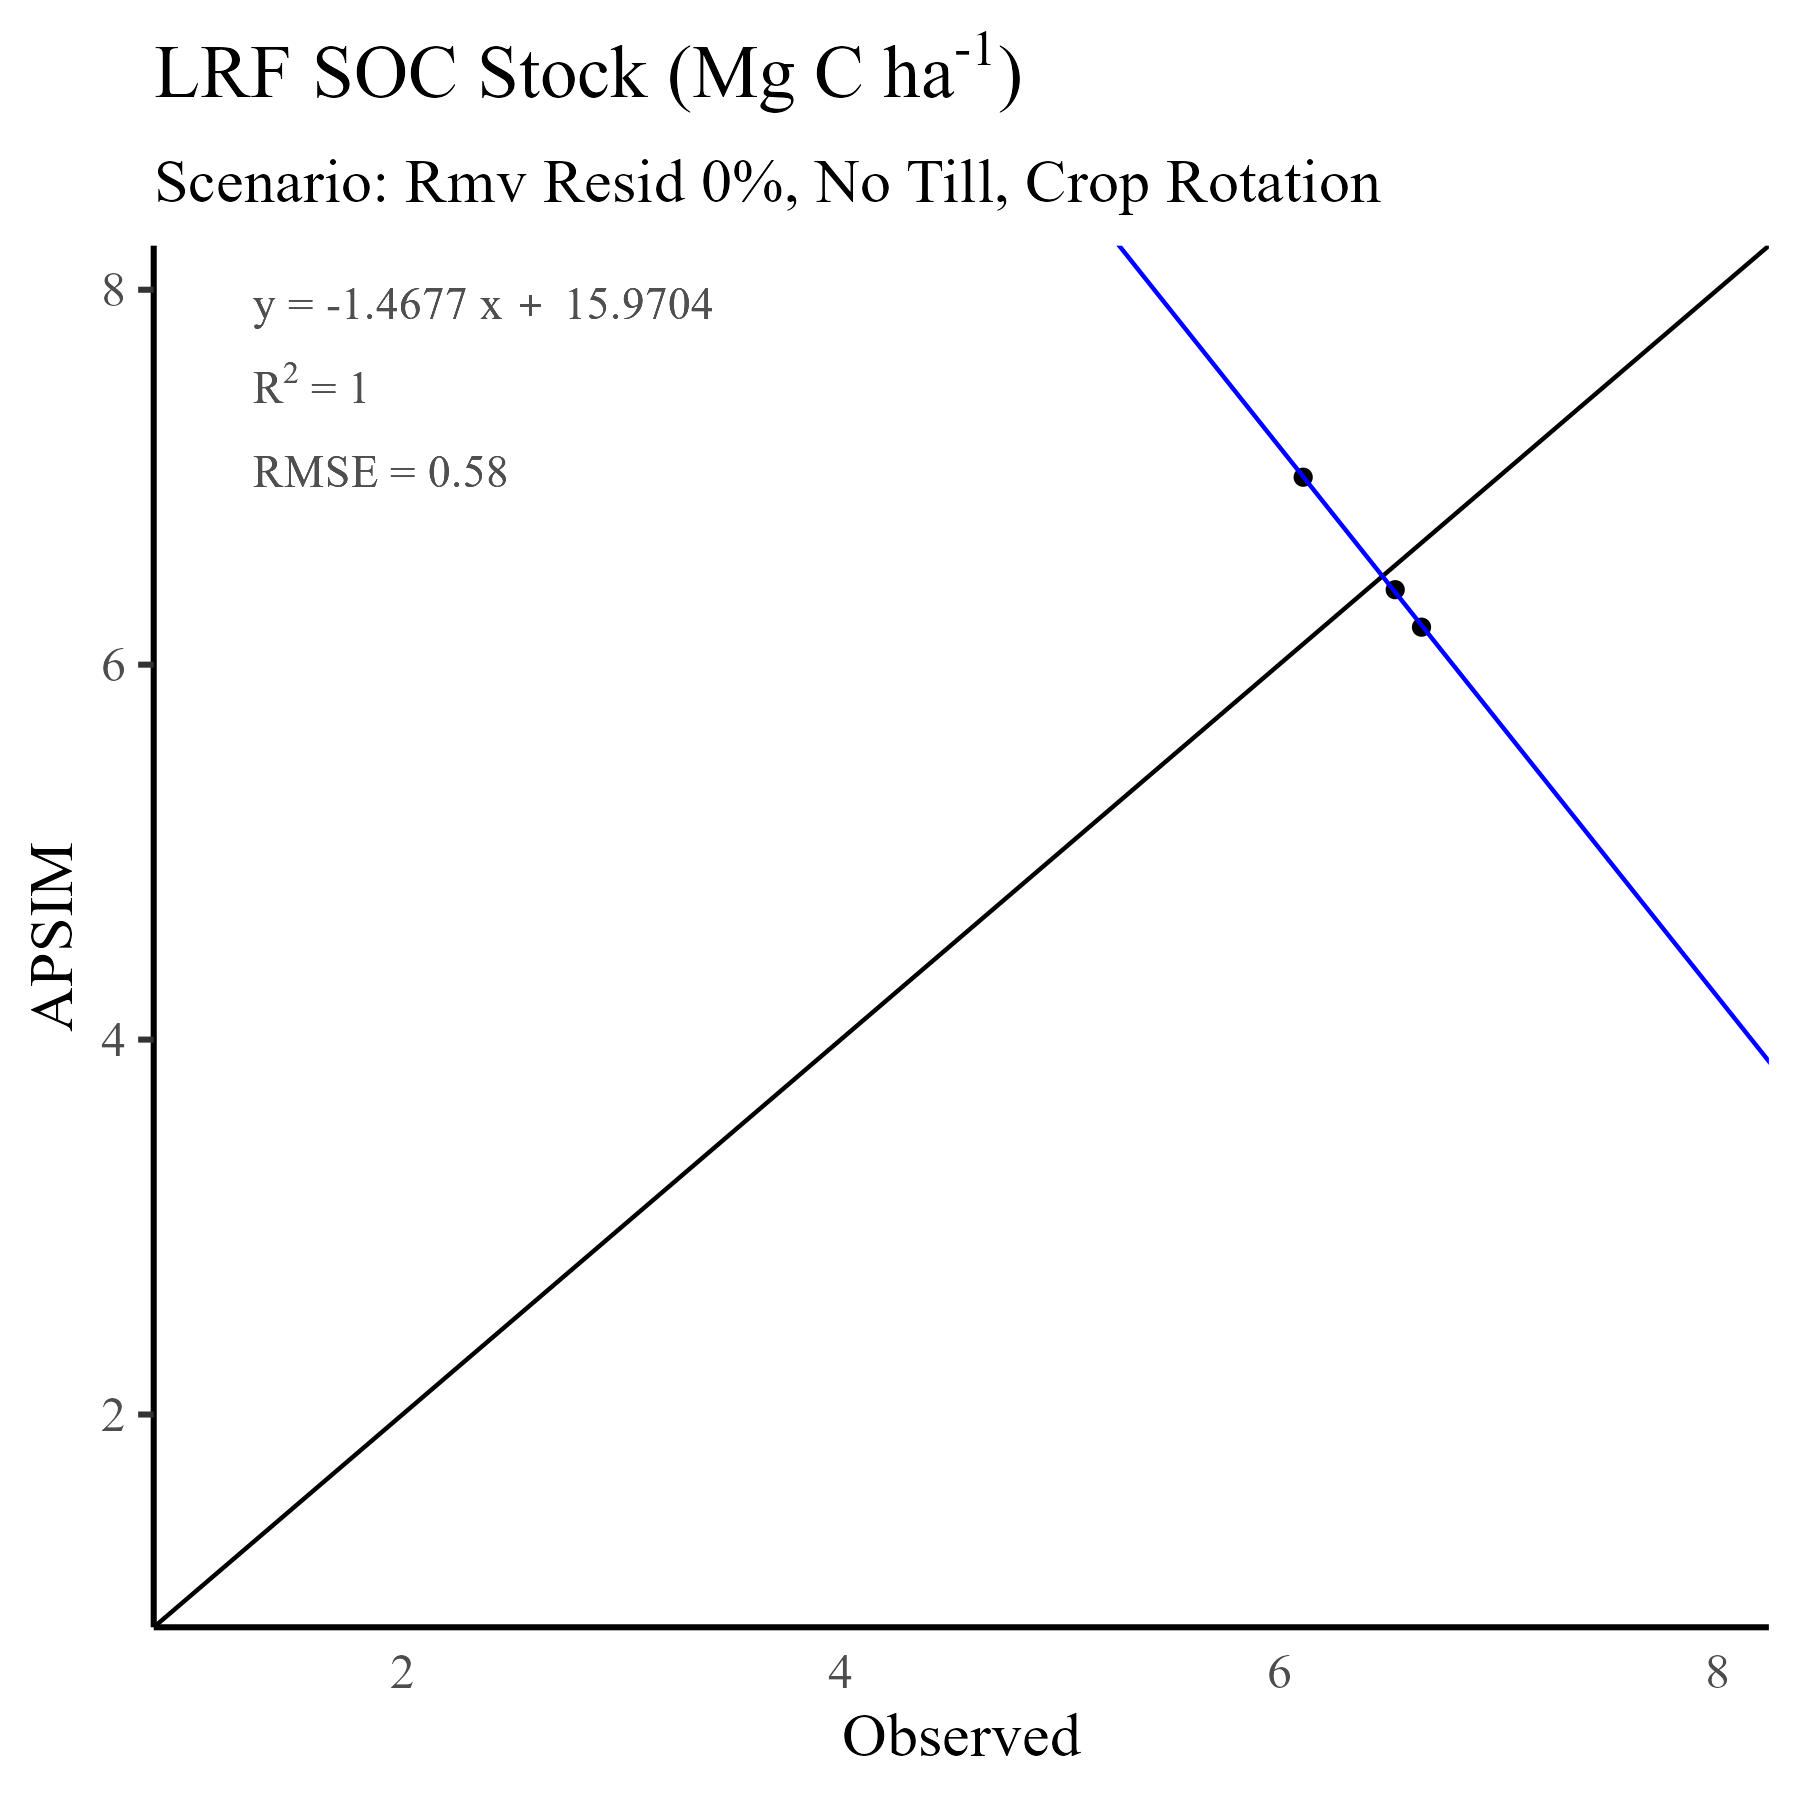 LRF SOC Stock (Mg C ha⁻¹)
Scenario: Rmv Resid 0%, No Till, Crop Rotation
y = -1.4677 x + 15.9704
R² = 1
RMSE = 0.58
8
6
4
2
APSIM
2 4 6 8
Observed